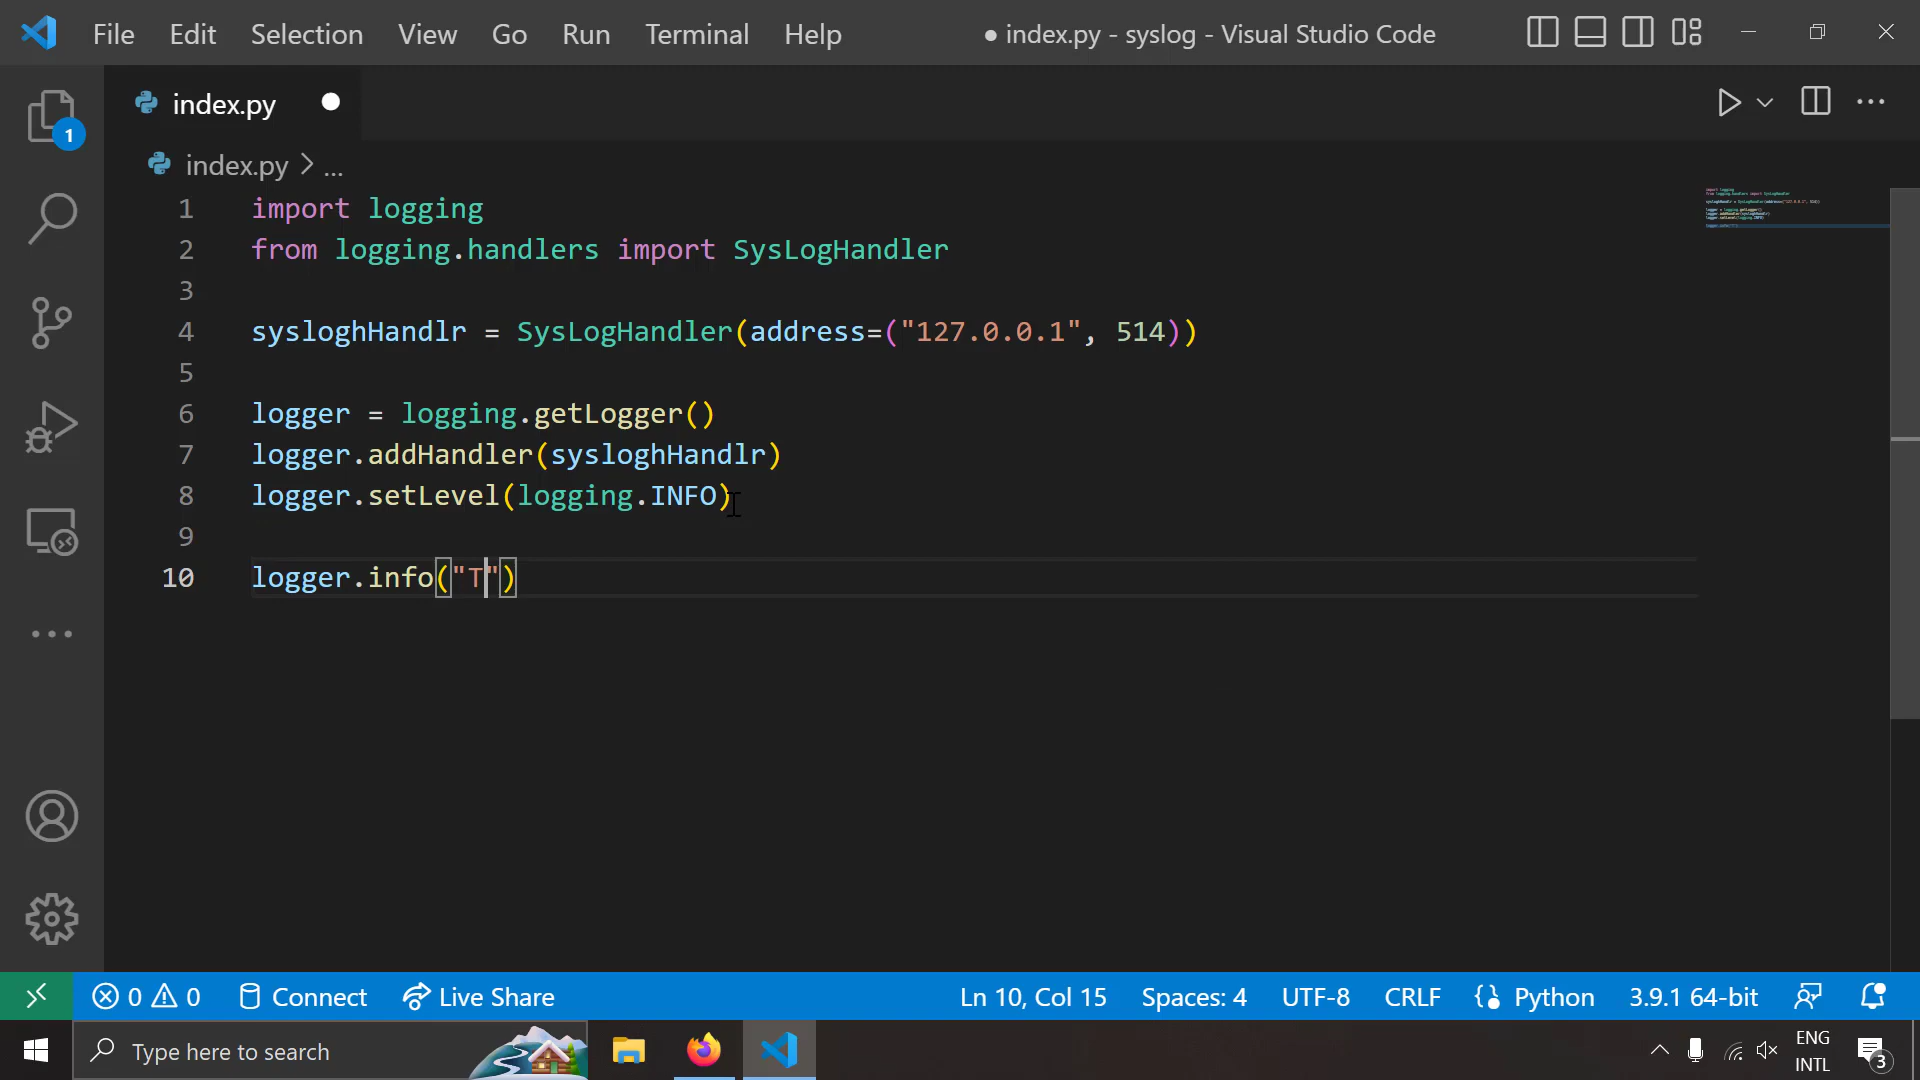 File Edit Selection View Go Run Terminal Help ● index.py - syslog - Visual Studio Code
index.py
1
index.py > ...
1 import logging
2 from logging.handlers import SysLogHandler
3
4 sysloghHandlr = SysLogHandler(address=("127.0.0.1", 514))
5
6 logger = logging.getLogger()
7 logger.addHandler(sysloghHandlr)
8 logger.setLevel(logging.INFO)
9
10 logger.info("T")
0 0 Connect Live Share Ln 10, Col 15 Spaces: 4 UTF-8 CRLF Python 3.9.1 64-bit
Type here to search
ENG
INTL
3